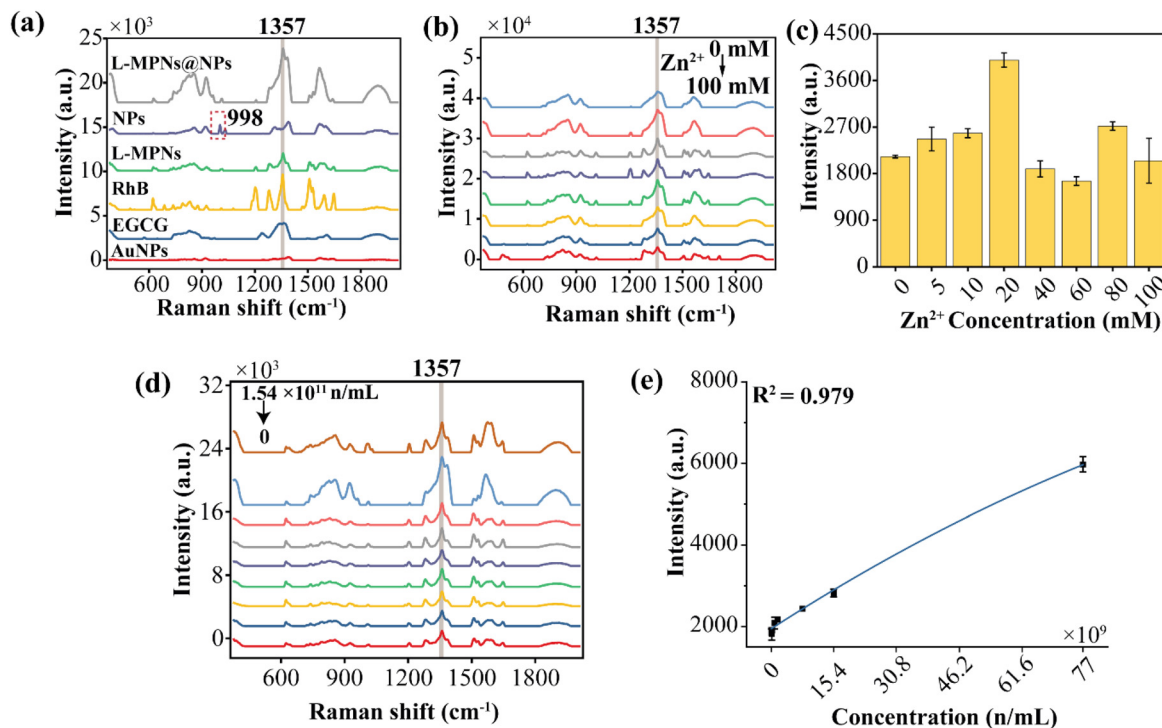 (a)
×10³
1357
25
20
15
10
5
0
L-MPNs@NPs
NPs
998
L-MPNs
RhB
EGCG
AuNPs
600 900 1200 1500 1800
Raman shift (cm⁻¹)
Intensity (a.u.)
(b)
×10⁴
1357
5
4
3
2
1
0
Zn²⁺ 0 mM
100 mM
600 900 1200 1500 1800
Raman shift (cm⁻¹)
Intensity (a.u.)
(c)
4500
3600
2700
1800
900
0
0 5 10 20 40 60 80 100
Zn²⁺ Concentration (mM)
Intensity (a.u.)
(d)
×10³
1357
32
24
16
8
0
1.54 ×10¹¹ n/mL
0
600 900 1200 1500 1800
Raman shift (cm⁻¹)
Intensity (a.u.)
(e)
8000
6000
4000
2000
R² = 0.979
×10⁹
0 15.4 30.8 46.2 61.6 77
Concentration (n/mL)
Intensity (a.u.)